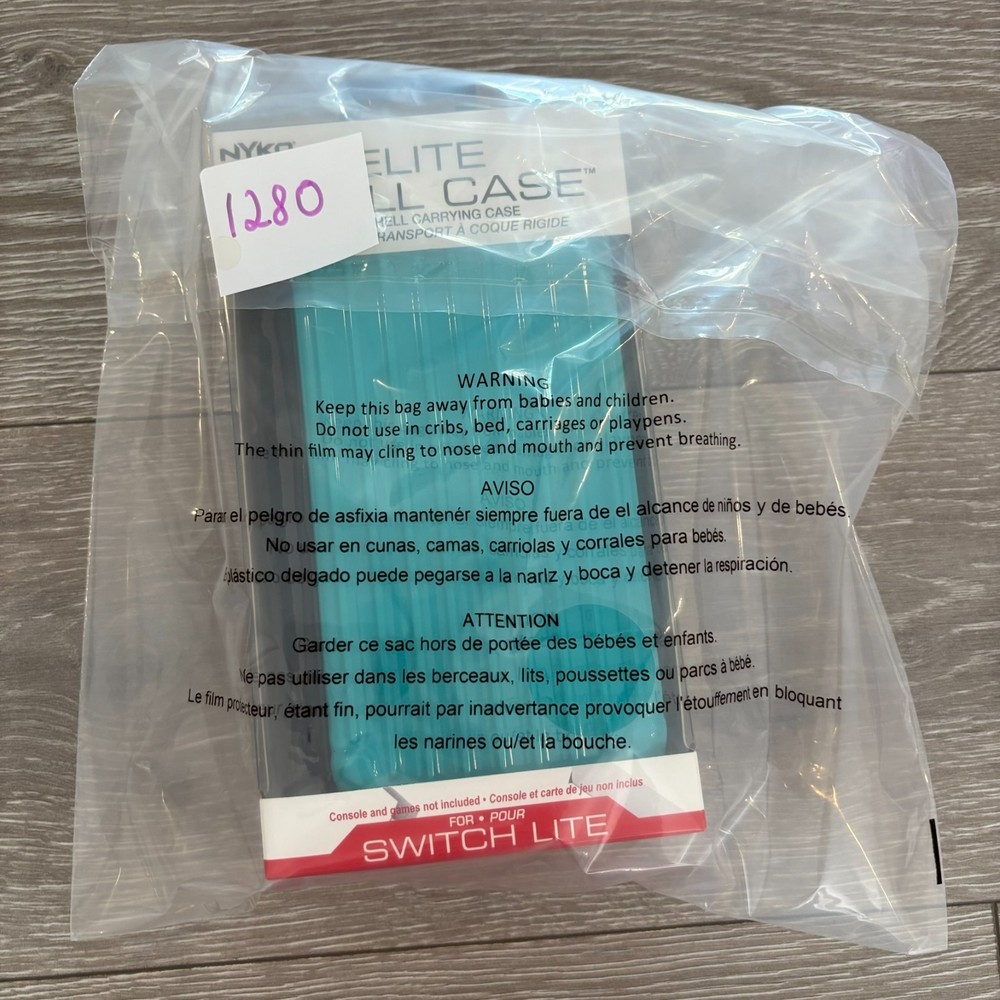 NYKO
ELITE
LL CASE™
1280
HELL CARRYING CASE
RANSPORT À COQUE RIGIDE
WARNING
Keep this bag away from babies and children.
Do not use in cribs, bed, carriages or playpens.
The thin film may cling to nose and mouth and prevent breathing.
AVISO
Parar el pelgro de asfixia mantenér siempre fuera de el alcance de niños y de bebés.
No usar en cunas, camas, carriolas y corrales para bebés.
plástico delgado puede pegarse a la narlz y boca y detener la respiración.
ATTENTION
Garder ce sac hors de portée des bébés et enfants.
Ne pas utiliser dans les berceaux, lits, poussettes ou parcs à bébé.
Le film protecteur, étant fin, pourrait par inadvertance provoquer l'étouffement en bloquant
les narines ou/et la bouche.
Console and games not included • Console et carte de jeu non inclus
FOR • POUR
SWITCH LITE